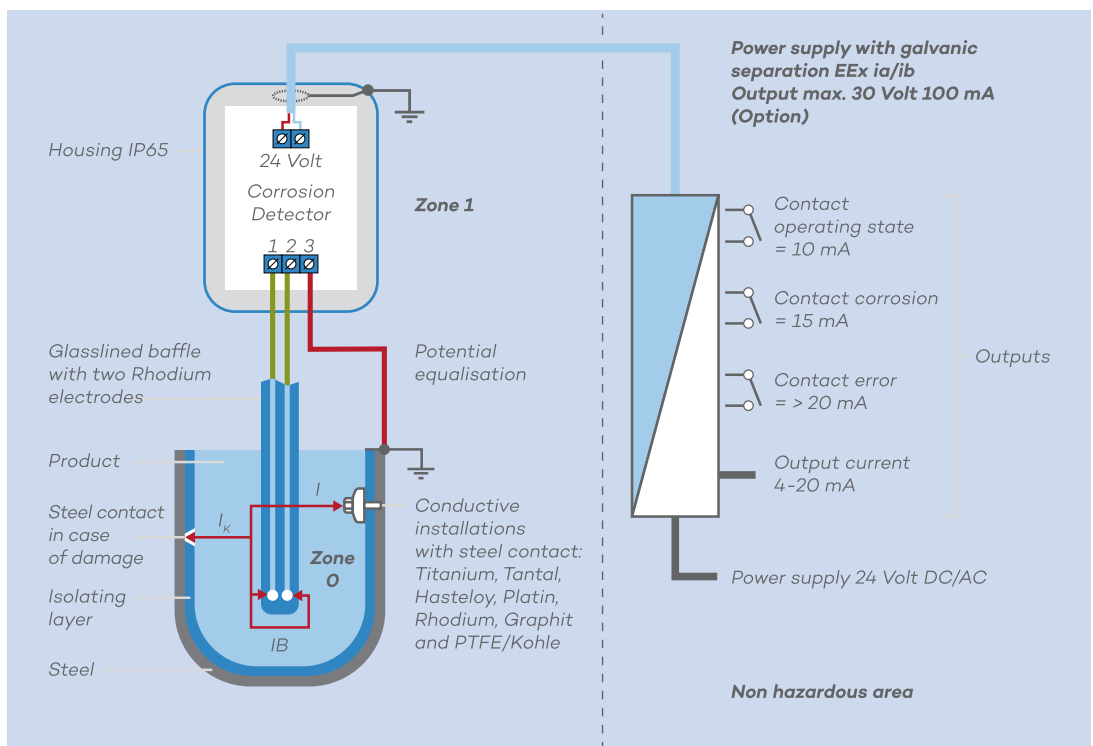 Power supply with galvanic
separation EEx ia/ib
Output max. 30 Volt 100 mA
(Option)
Housing IP65
24 Volt
Corrosion
Detector
1 2 3
Zone 1
Contact
operating state
= 10 mA
Contact corrosion
= 15 mA
Contact error
= > 20 mA
Outputs
Output current
4-20 mA
Power supply 24 Volt DC/AC
Non hazardous area
Glasslined baffle
with two Rhodium
electrodes
Potential
equalisation
Product
Steel contact
in case
of damage
Isolating
layer
Steel
I
IK
Zone
0
IB
Conductive
installations
with steel contact:
Titanium, Tantal,
Hasteloy, Platin,
Rhodium, Graphit
and PTFE/Kohle